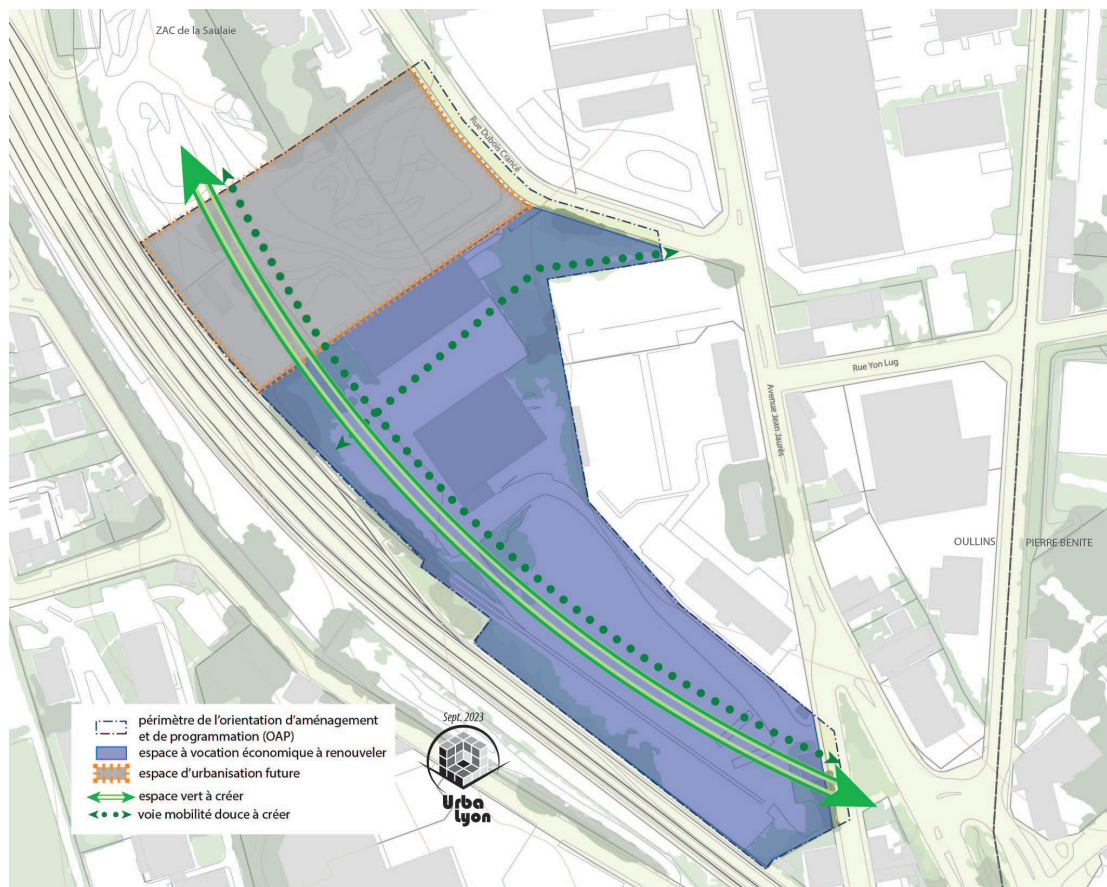 ZAC de la Saulaie
Rue Dubois Crancé
Rue Yon Lug
Avenue Jean Jaurès
OULLINS
PIERRE BENITE
périmètre de l'orientation d'aménagement
et de programmation (OAP)
espace à vocation économique à renouveler
espace d'urbanisation future
espace vert à créer
voie mobilité douce à créer
Sept. 2023
Urba
Lyon